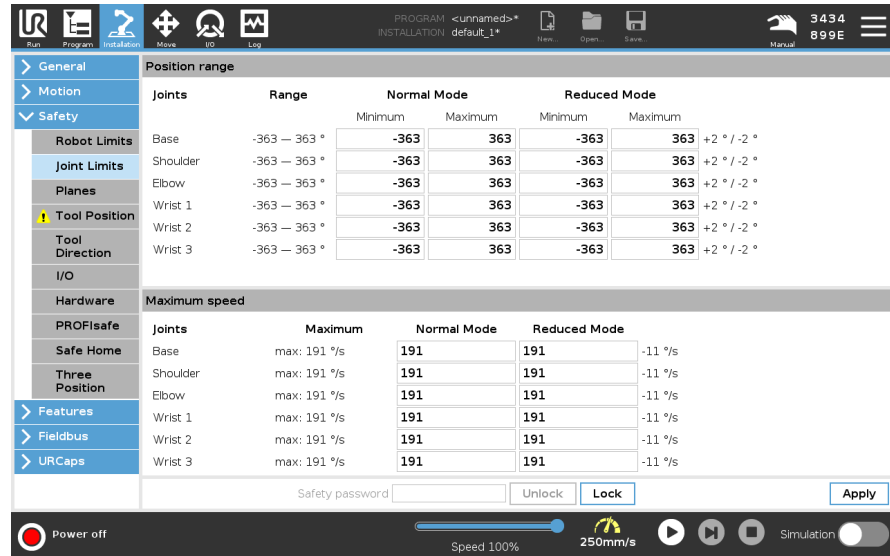 UR PROGRAM <unnamed>* 3434
INSTALLATION default_1* 899E
Run Program Installation Move I/O Log New... Open... Save... Manual
General
Motion
Safety
Robot Limits
Joint Limits
Planes
Tool Position
Tool
Direction
I/O
Hardware
PROFIsafe
Safe Home
Three
Position
Features
Fieldbus
URCaps
Position range
Joints Range Normal Mode Reduced Mode
Minimum Maximum Minimum Maximum
Base -363 — 363 ° -363 363 -363 363 +2 ° / -2 °
Shoulder -363 — 363 ° -363 363 -363 363 +2 ° / -2 °
Elbow -363 — 363 ° -363 363 -363 363 +2 ° / -2 °
Wrist 1 -363 — 363 ° -363 363 -363 363 +2 ° / -2 °
Wrist 2 -363 — 363 ° -363 363 -363 363 +2 ° / -2 °
Wrist 3 -363 — 363 ° -363 363 -363 363 +2 ° / -2 °
Maximum speed
Joints Maximum Normal Mode Reduced Mode
Base max: 191 °/s 191 191 -11 °/s
Shoulder max: 191 °/s 191 191 -11 °/s
Elbow max: 191 °/s 191 191 -11 °/s
Wrist 1 max: 191 °/s 191 191 -11 °/s
Wrist 2 max: 191 °/s 191 191 -11 °/s
Wrist 3 max: 191 °/s 191 191 -11 °/s
Safety password Unlock Lock Apply
Power off Speed 100% 250mm/s Simulation